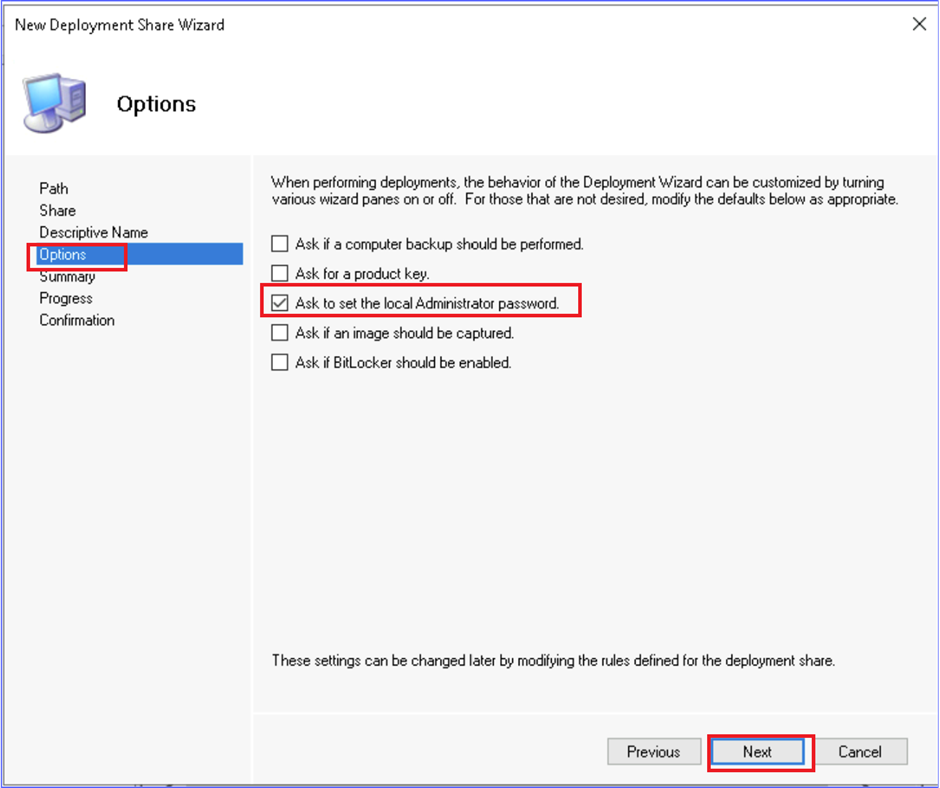 New Deployment Share Wizard
Options
Path
Share
Descriptive Name
Options
Summary
Progress
Confirmation
When performing deployments, the behavior of the Deployment Wizard can be customized by turning
various wizard panes on or off.  For those that are not desired, modify the defaults below as appropriate.
Ask if a computer backup should be performed.
Ask for a product key.
Ask to set the local Administrator password.
Ask if an image should be captured.
Ask if BitLocker should be enabled.
These settings can be changed later by modifying the rules defined for the deployment share.
Previous
Next
Cancel